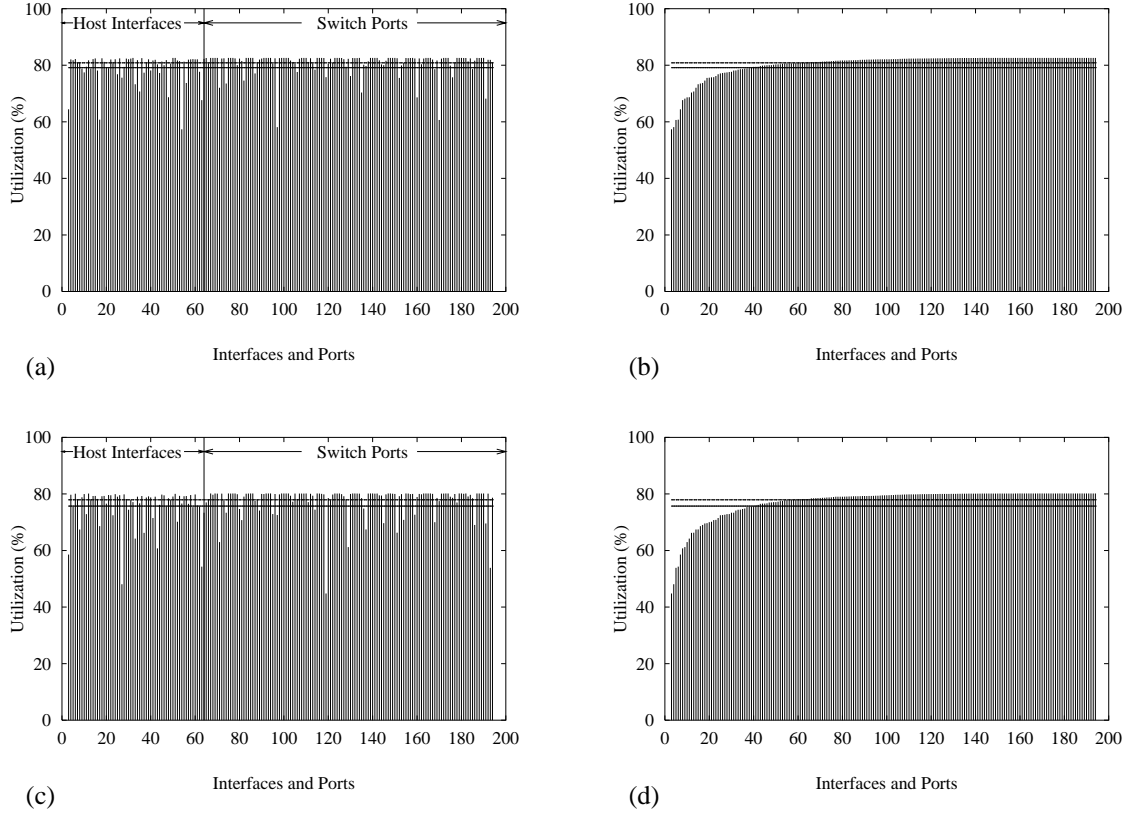 100
80
60
40
20
0
Utilization (%)
Host Interfaces
Switch Ports
0 20 40 60 80 100 120 140 160 180 200
Interfaces and Ports
(a)
100
80
60
40
20
0
Utilization (%)
0 20 40 60 80 100 120 140 160 180 200
Interfaces and Ports
(b)
100
80
60
40
20
0
Utilization (%)
Host Interfaces
Switch Ports
0 20 40 60 80 100 120 140 160 180 200
Interfaces and Ports
(c)
100
80
60
40
20
0
Utilization (%)
0 20 40 60 80 100 120 140 160 180 200
Interfaces and Ports
(d)